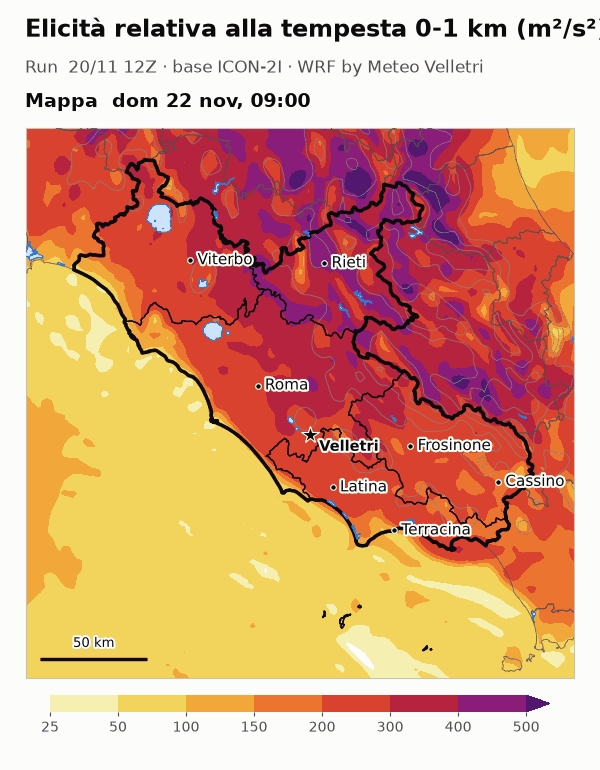 Elicità relativa alla tempesta 0-1 km (m²/s²)
Run  20/11 12Z · base ICON-2I · WRF by Meteo Velletri
Mappa  dom 22 nov, 09:00
Viterbo
Rieti
Roma
Velletri
Frosinone
Cassino
Latina
Terracina
50 km
25 50 100 150 200 300 400 500